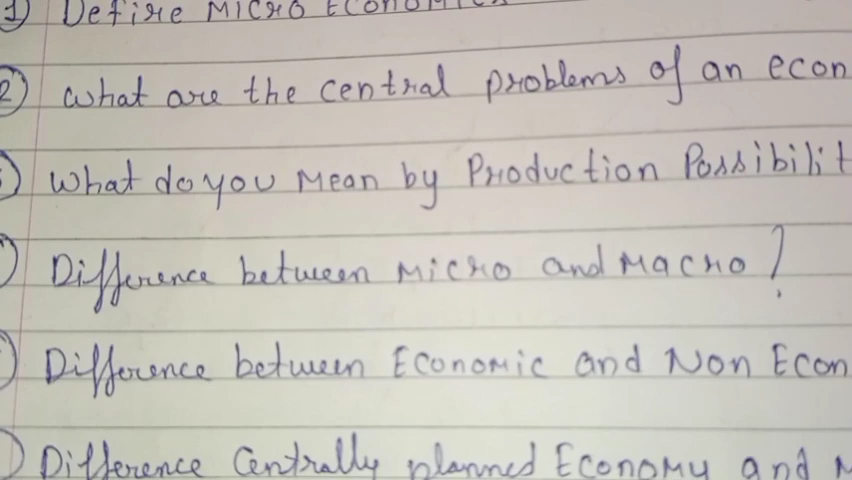 1) Define Micro Economics
2) What are the central problems of an econ
What do you Mean by Production Possibilit
Difference between Micro and Macro?
Difference between Economic and Non Econ
Difference Centrally planned Economy and M